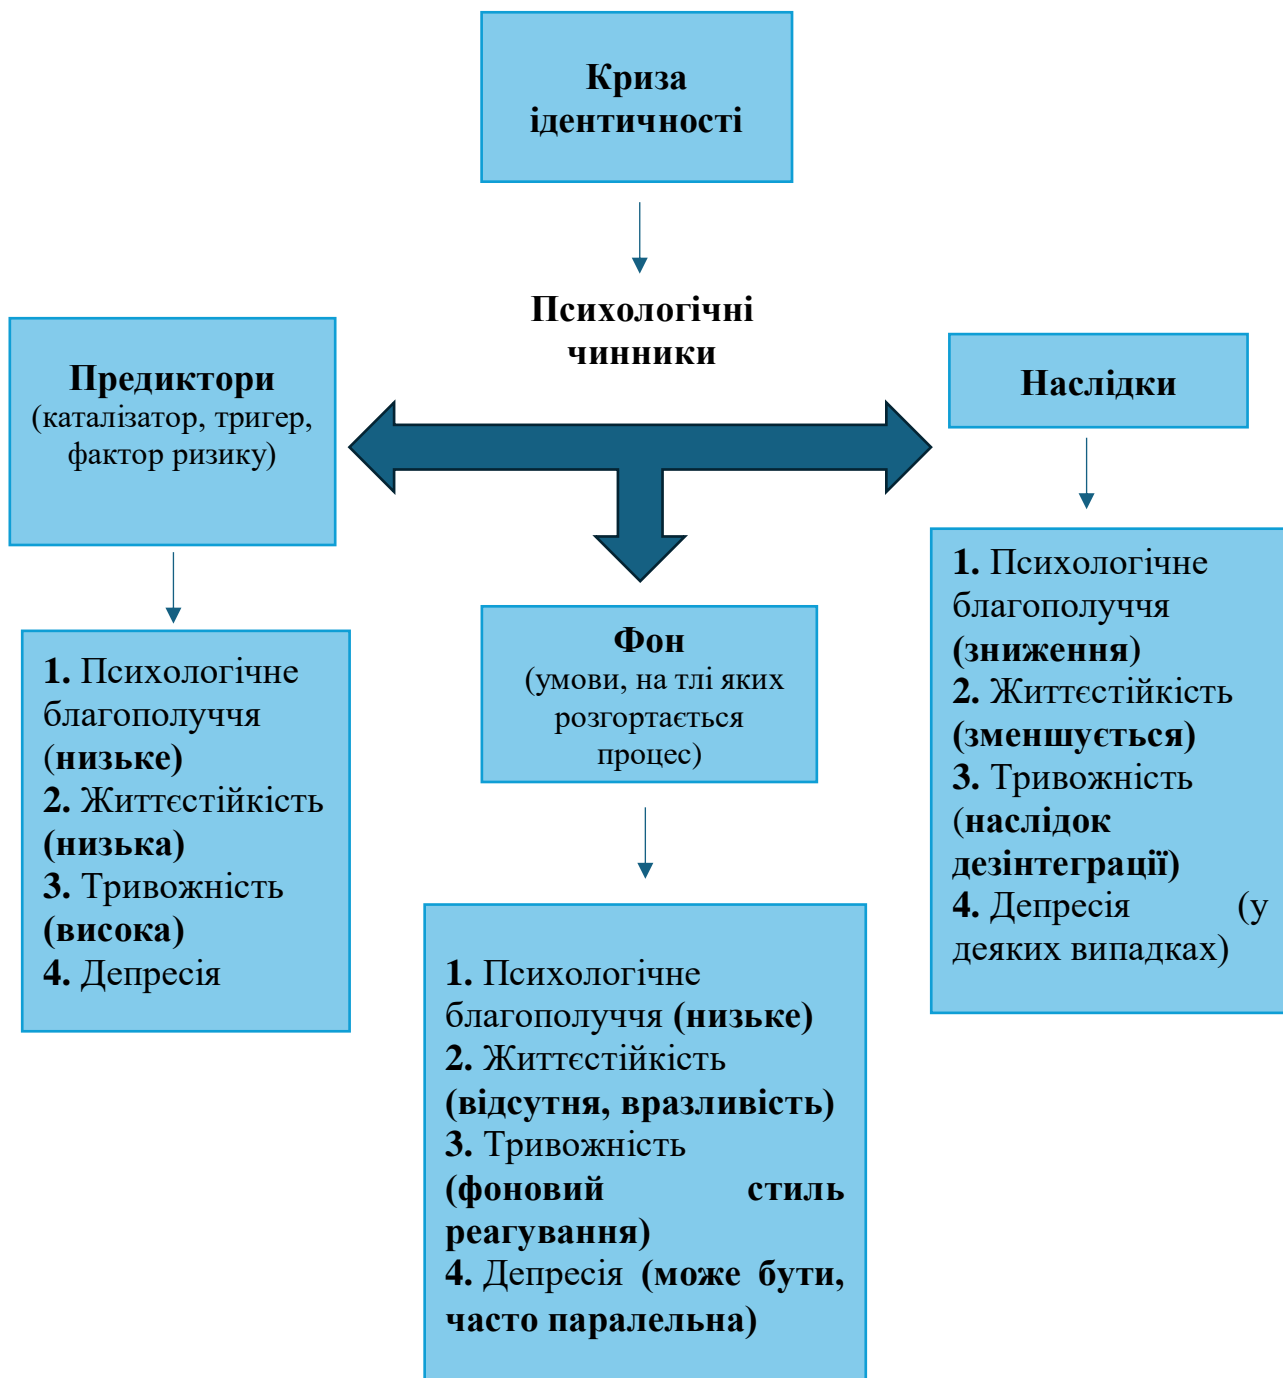 Криза
ідентичності
Психологічні
чинники
Предиктори
(каталізатор, тригер,
фактор ризику)
Наслідки
1. Психологічне
благополуччя
(низьке)
2. Життєстійкість
(низька)
3. Тривожність
(висока)
4. Депресія
Фон
(умови, на тлі яких
розгортається
процес)
1. Психологічне
благополуччя (низьке)
2. Життєстійкість
(відсутня, вразливість)
3. Тривожність
(фоновий стиль
реагування)
4. Депресія (може бути,
часто паралельна)
1. Психологічне
благополуччя
(зниження)
2. Життєстійкість
(зменшується)
3. Тривожність
(наслідок
дезінтеграції)
4. Депресія (у
деяких випадках)